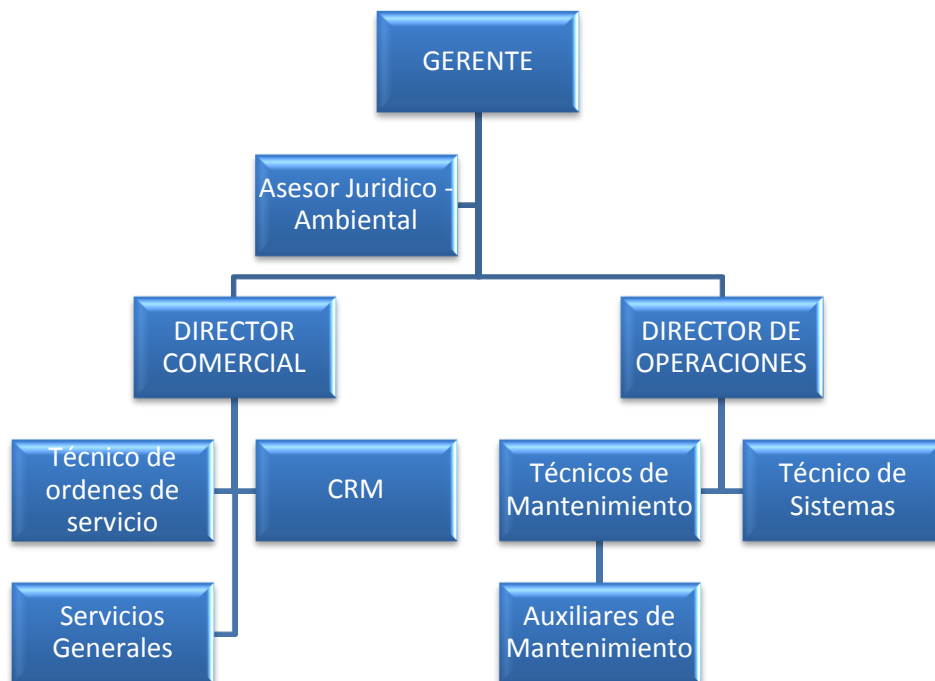 GERENTE
Asesor Juridico -
Ambiental
DIRECTOR
COMERCIAL
DIRECTOR DE
OPERACIONES
Técnico de
ordenes de
servicio
CRM
Técnicos de
Mantenimiento
Técnico de
Sistemas
Servicios
Generales
Auxiliares de
Mantenimiento